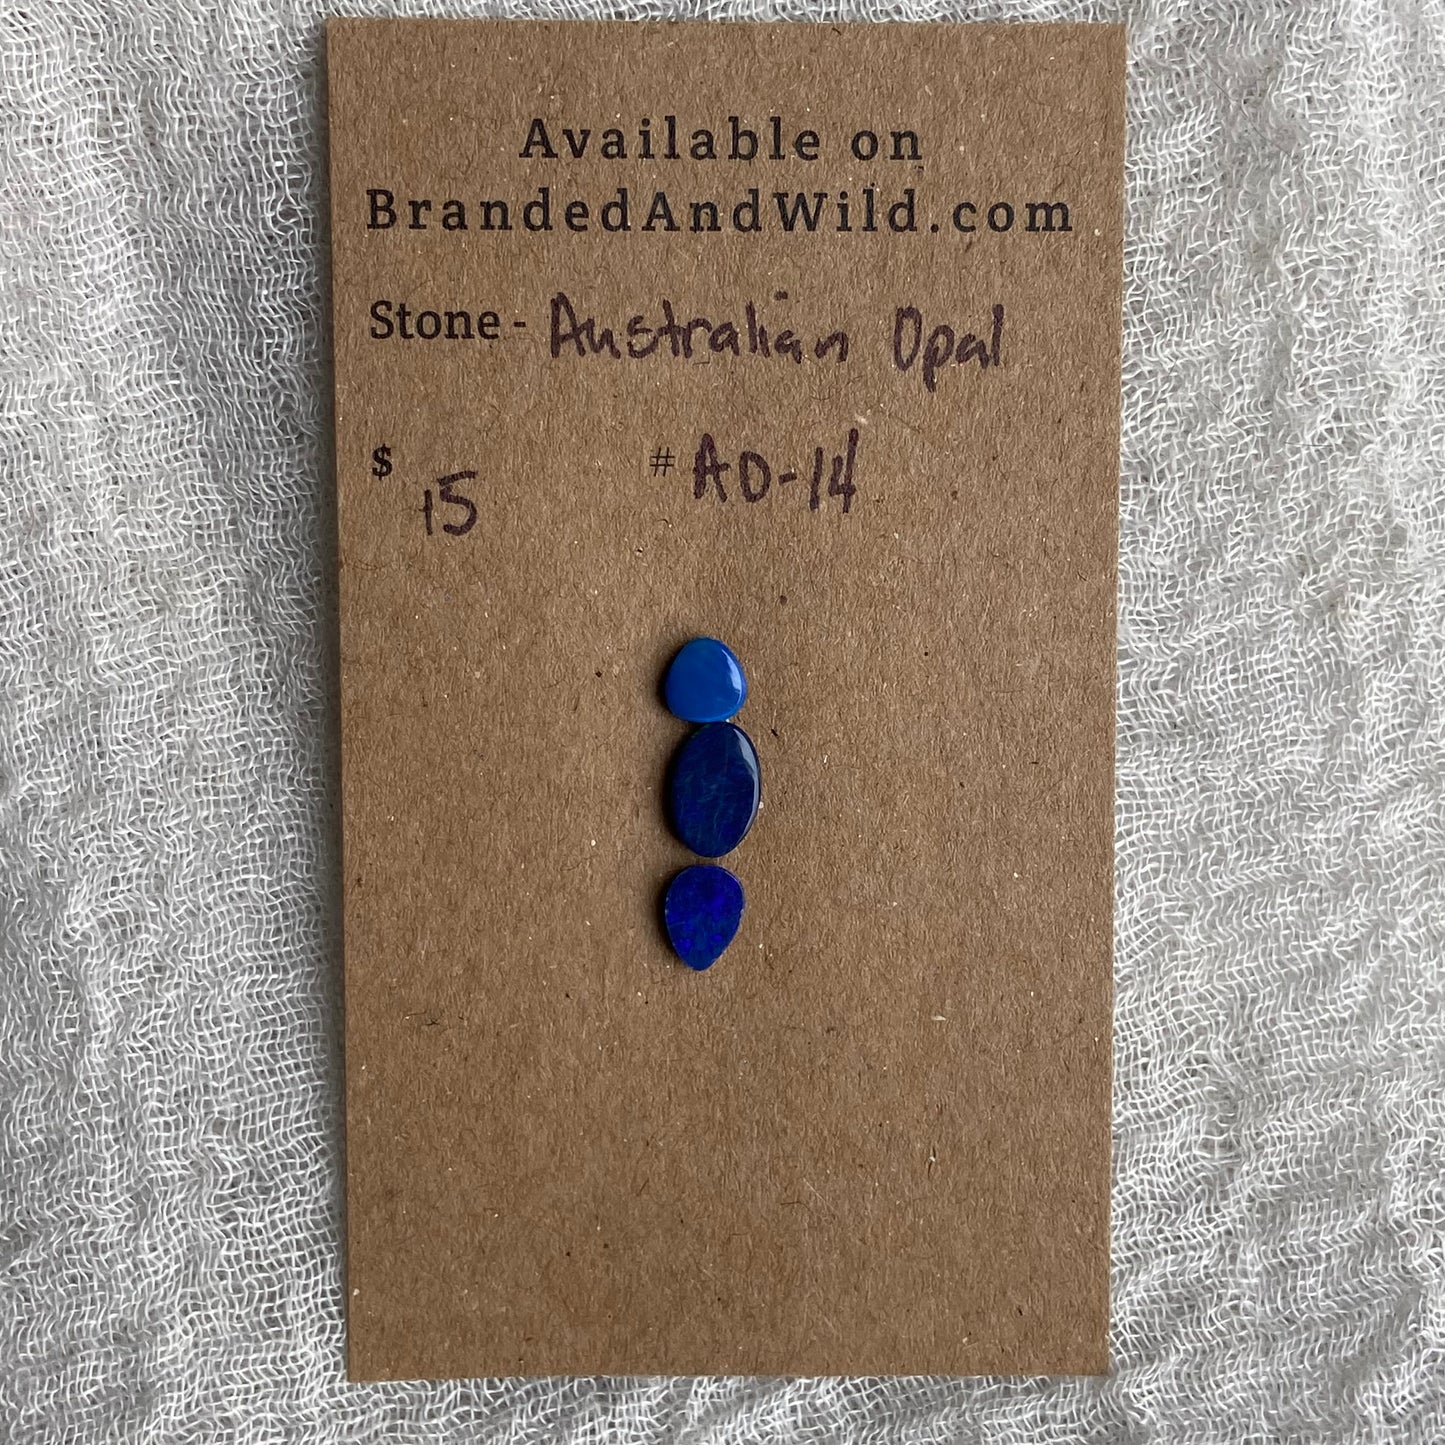 Available on
BrandedAndWild.com
Stone - Australian Opal
$ 15 # AO-14